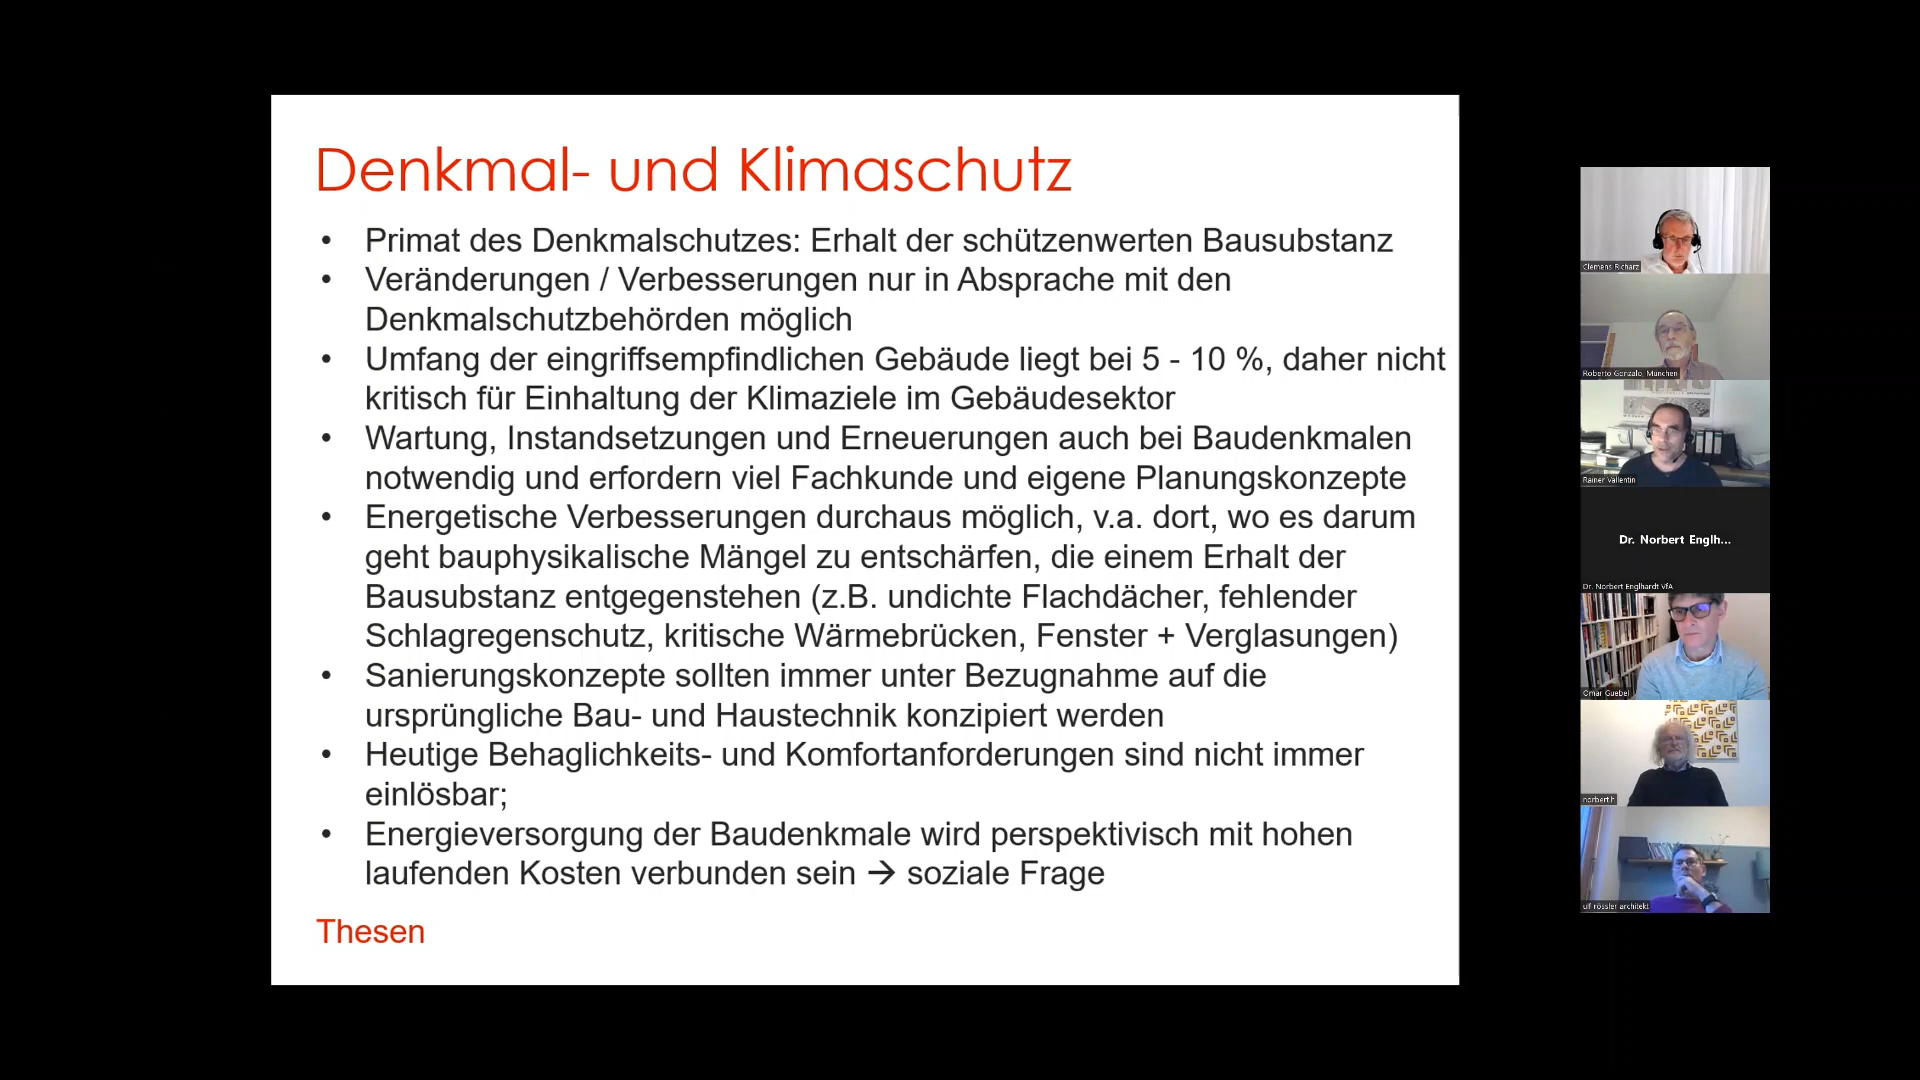 Denkmal- und Klimaschutz
• Primat des Denkmalschutzes: Erhalt der schützenwerten Bausubstanz
• Veränderungen / Verbesserungen nur in Absprache mit den
Denkmalschutzbehörden möglich
• Umfang der eingriffsempfindlichen Gebäude liegt bei 5 - 10 %, daher nicht
kritisch für Einhaltung der Klimaziele im Gebäudesektor
• Wartung, Instandsetzungen und Erneuerungen auch bei Baudenkmalen
notwendig und erfordern viel Fachkunde und eigene Planungskonzepte
• Energetische Verbesserungen durchaus möglich, v.a. dort, wo es darum
geht bauphysikalische Mängel zu entschärfen, die einem Erhalt der
Bausubstanz entgegenstehen (z.B. undichte Flachdächer, fehlender
Schlagregenschutz, kritische Wärmebrücken, Fenster + Verglasungen)
• Sanierungskonzepte sollten immer unter Bezugnahme auf die
ursprüngliche Bau- und Haustechnik konzipiert werden
• Heutige Behaglichkeits- und Komfortanforderungen sind nicht immer
einlösbar;
• Energieversorgung der Baudenkmale wird perspektivisch mit hohen
laufenden Kosten verbunden sein → soziale Frage
Thesen
Clemens Richarz
Roberto Gonzalo, München
Rainer Vallentin
Dr. Norbert Englh...
Dr. Norbert Englhardt VfA
Omar Guebel
norbert.h
ulf rössler architekt